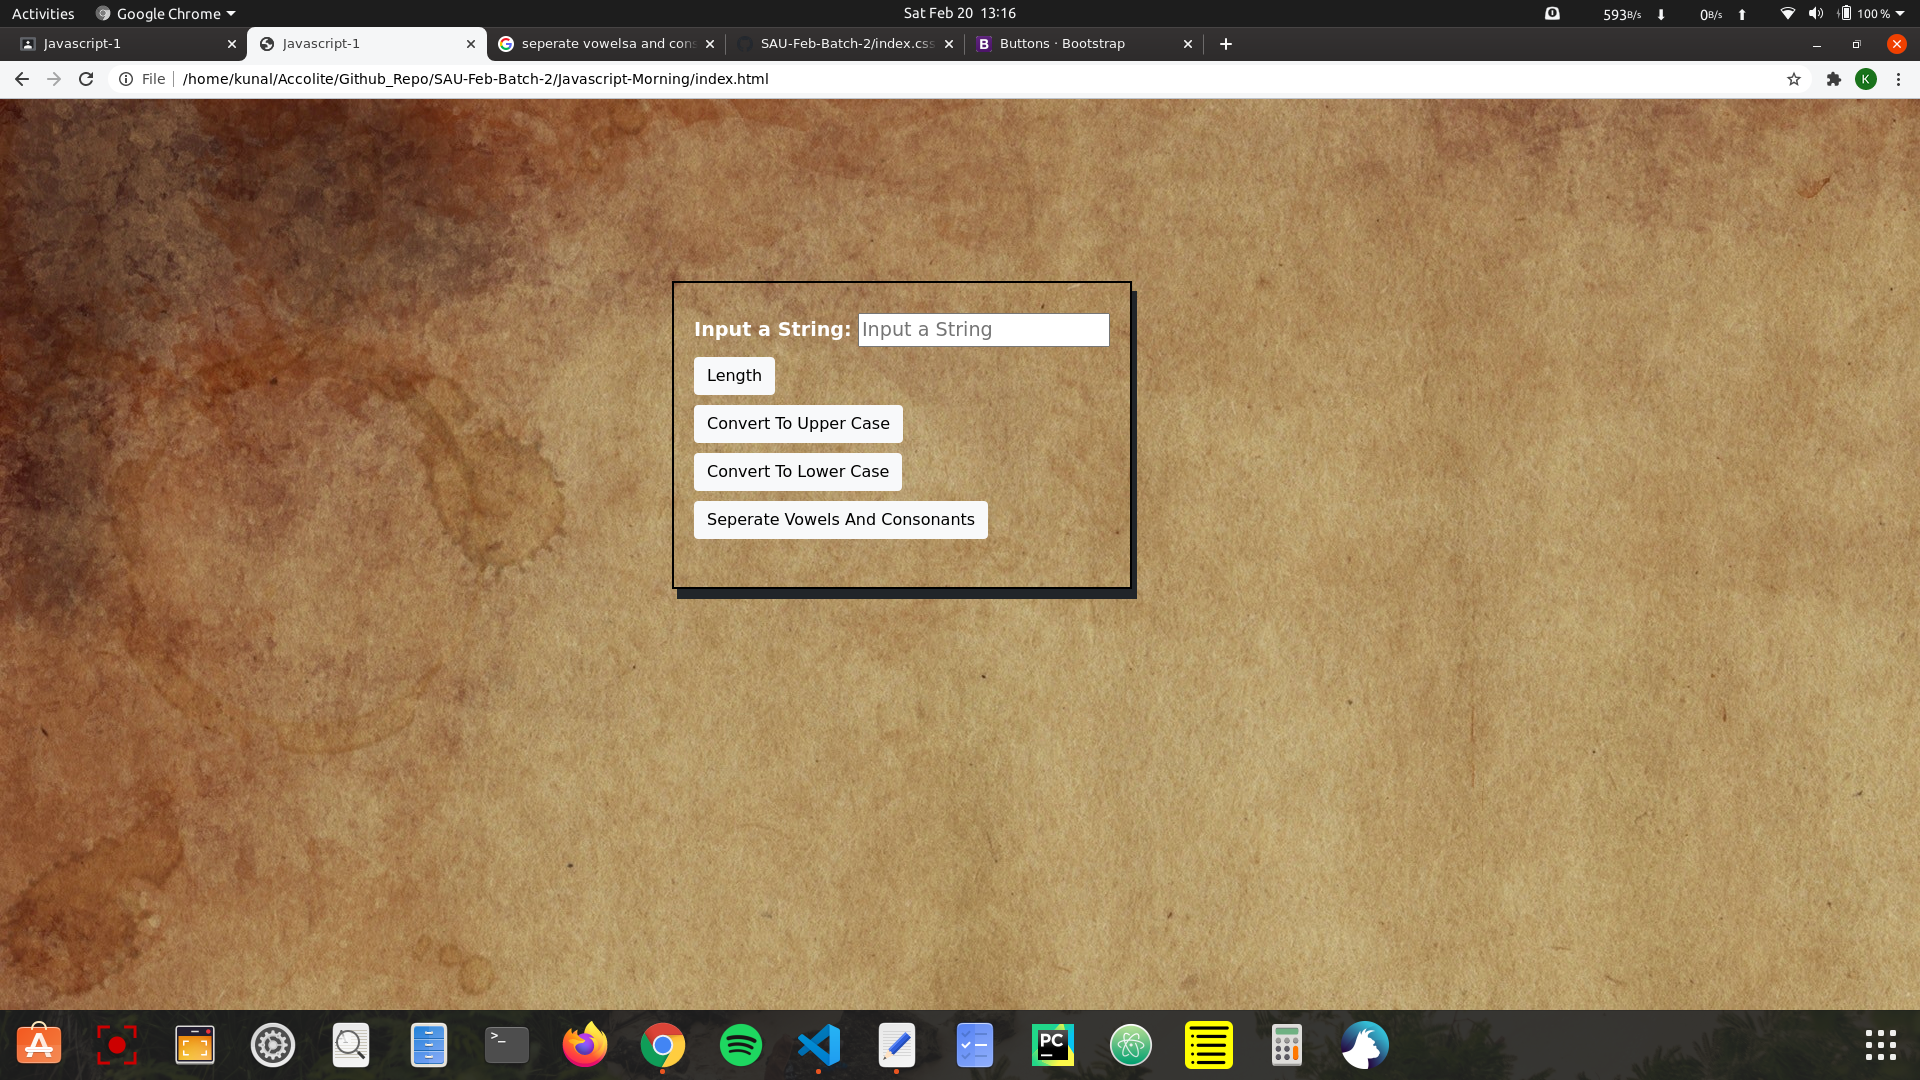 Activities Google Chrome Sat Feb 20 13:16 593B/s 0B/s 100 %
Javascript-1 Javascript-1 seperate vowelsa and cons SAU-Feb-Batch-2/index.css Buttons · Bootstrap
File /home/kunal/Accolite/Github_Repo/SAU-Feb-Batch-2/Javascript-Morning/index.html K
Input a String: Input a String
Length
Convert To Upper Case
Convert To Lower Case
Seperate Vowels And Consonants
>_ PC